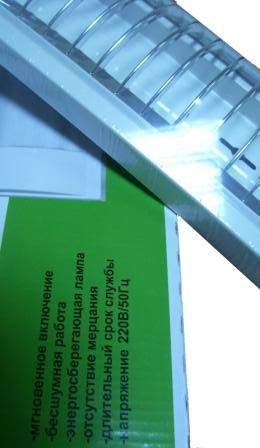 -мгновенное включение
-бесшумная работа
-энергосберегающая лампа
-отсутствие мерцания
-длительный срок службы
-напряжение 220В/50Гц